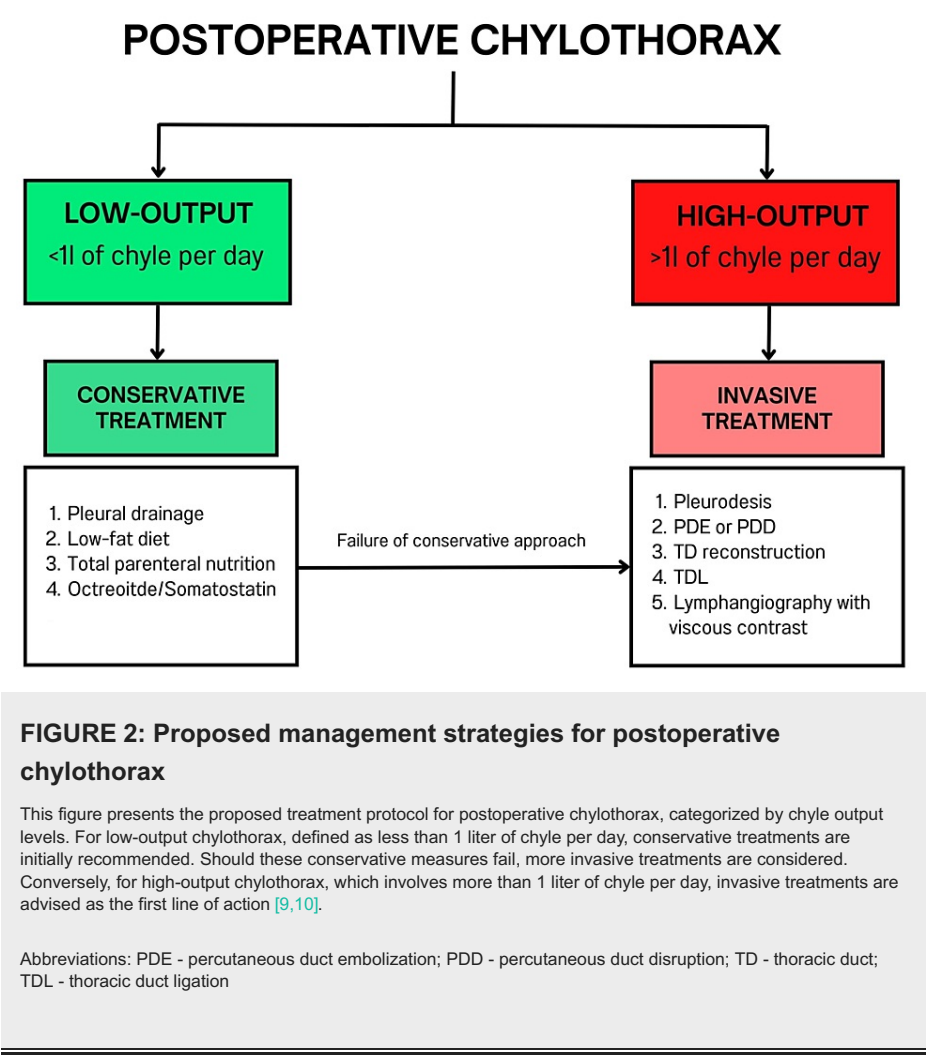 POSTOPERATIVE CHYLOTHORAX
LOW-OUTPUT
<1l of chyle per day
HIGH-OUTPUT
>1l of chyle per day
CONSERVATIVE
TREATMENT
INVASIVE
TREATMENT
1. Pleural drainage
2. Low-fat diet
3. Total parenteral nutrition
4. Octreoitde/Somatostatin
Failure of conservative approach
1. Pleurodesis
2. PDE or PDD
3. TD reconstruction
4. TDL
5. Lymphangiography with
viscous contrast
FIGURE 2: Proposed management strategies for postoperative
chylothorax
This figure presents the proposed treatment protocol for postoperative chylothorax, categorized by chyle output
levels. For low-output chylothorax, defined as less than 1 liter of chyle per day, conservative treatments are
initially recommended. Should these conservative measures fail, more invasive treatments are considered.
Conversely, for high-output chylothorax, which involves more than 1 liter of chyle per day, invasive treatments are
advised as the first line of action [9,10].
Abbreviations: PDE - percutaneous duct embolization; PDD - percutaneous duct disruption; TD - thoracic duct;
TDL - thoracic duct ligation